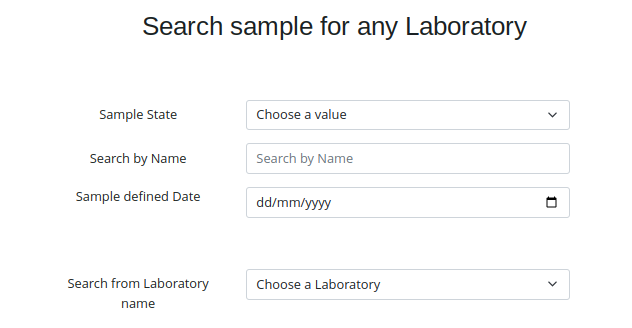 Search sample for any Laboratory
Sample State
Choose a value
Search by Name
Search by Name
Sample defined Date
dd/mm/yyyy
Search from Laboratory
name
Choose a Laboratory